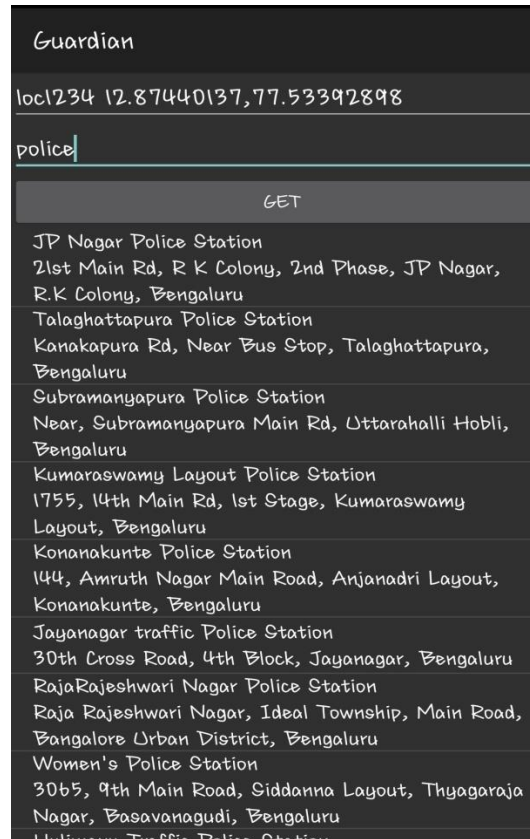 Guardian
loc1234 12.87440137,77.53392898
police
GET
JP Nagar Police Station
21st Main Rd, R K Colony, 2nd Phase, JP Nagar,
R.K Colony, Bengaluru
Talaghattapura Police Station
Kanakapura Rd, Near Bus Stop, Talaghattapura,
Bengaluru
Subramanyapura Police Station
Near, Subramanyapura Main Rd, Uttarahalli Hobli,
Bengaluru
Kumaraswamy Layout Police Station
1755, 14th Main Rd, 1st Stage, Kumaraswamy
Layout, Bengaluru
Konanakunte Police Station
144, Amruth Nagar Main Road, Anjanadri Layout,
Konanakunte, Bengaluru
Jayanagar traffic Police Station
30th Cross Road, 4th Block, Jayanagar, Bengaluru
RajaRajeshwari Nagar Police Station
Raja Rajeshwari Nagar, Ideal Township, Main Road,
Bangalore Urban District, Bengaluru
Women's Police Station
3065, 9th Main Road, Siddanna Layout, Thyagaraja
Nagar, Basavanagudi, Bengaluru
Traffic Police Station